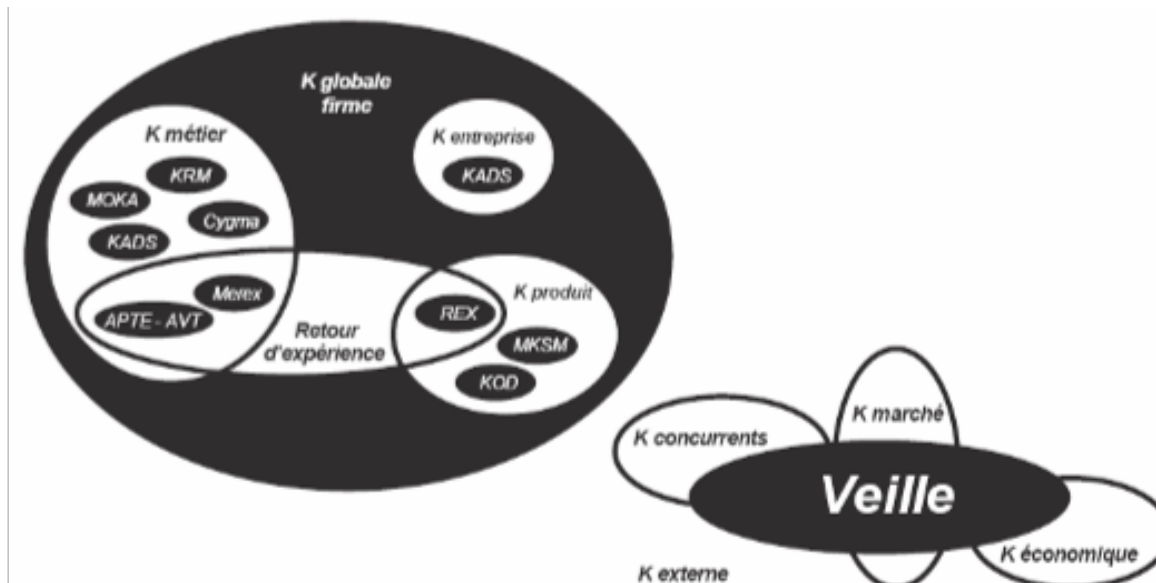 K globale
firme
K métier
KRM
MOKA
Cygma
KADS
K entreprise
KADS
Merex
APTE - AVT
Retour
d'expérience
REX
K produit
MKSM
KOD
K marché
K concurrents
Veille
K économique
K externe